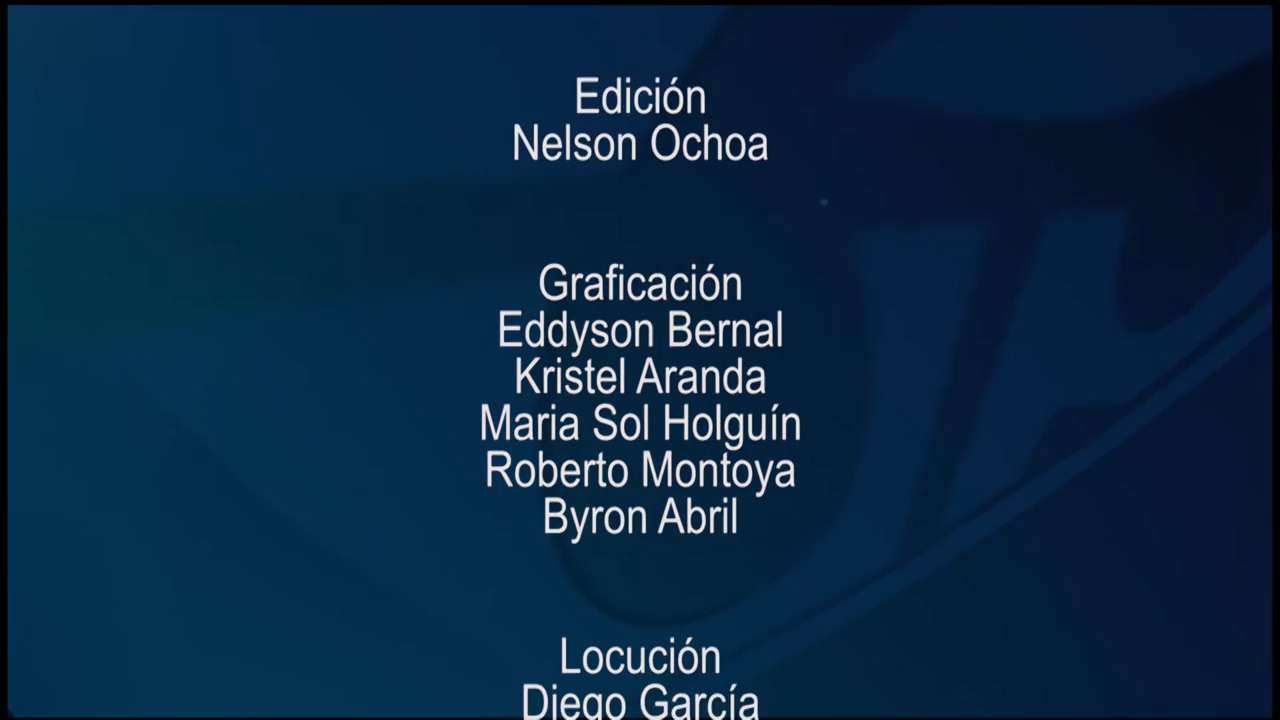 Edición
Nelson Ochoa
Graficación
Eddyson Bernal
Kristel Aranda
Maria Sol Holguín
Roberto Montoya
Byron Abril
Locución
Diego García